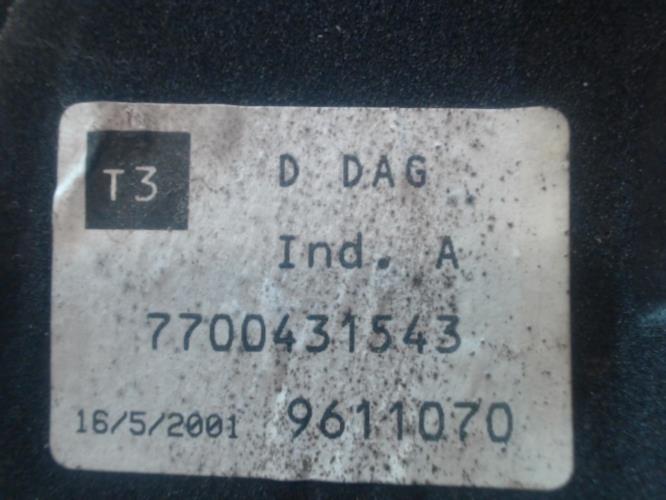 T3 D DAG
Ind. A
7700431543
16/5/2001 9611070